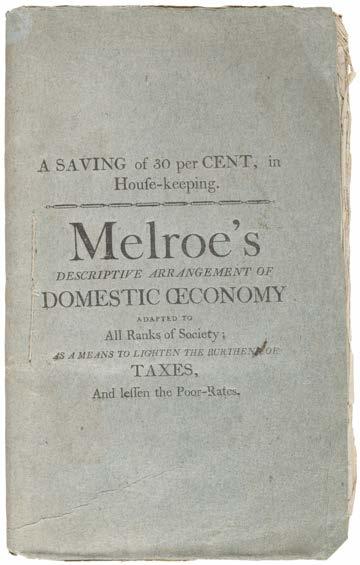 A SAVING of 30 per CENT, in
Houſe-keeping.
Melroe's
DESCRIPTIVE ARRANGEMENT OF
DOMESTIC ŒCONOMY
ADAPTED TO
All Ranks of Society;
AS A MEANS TO LIGHTEN THE BURTHEN OF
TAXES,
And leſſen the Poor-Rates.